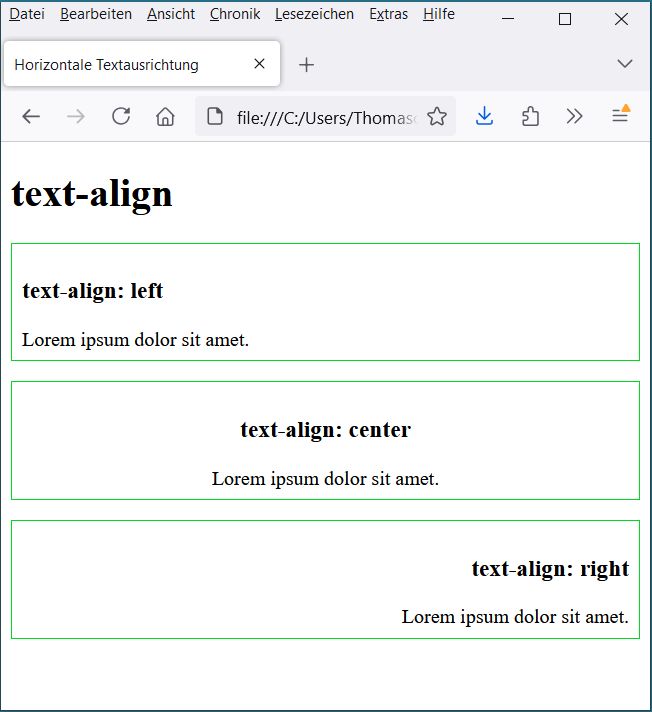 Datei Bearbeiten Ansicht Chronik Lesezeichen Extras Hilfe
Horizontale Textausrichtung
file:///C:/Users/Thomas
text-align
text-align: left
Lorem ipsum dolor sit amet.
text-align: center
Lorem ipsum dolor sit amet.
text-align: right
Lorem ipsum dolor sit amet.